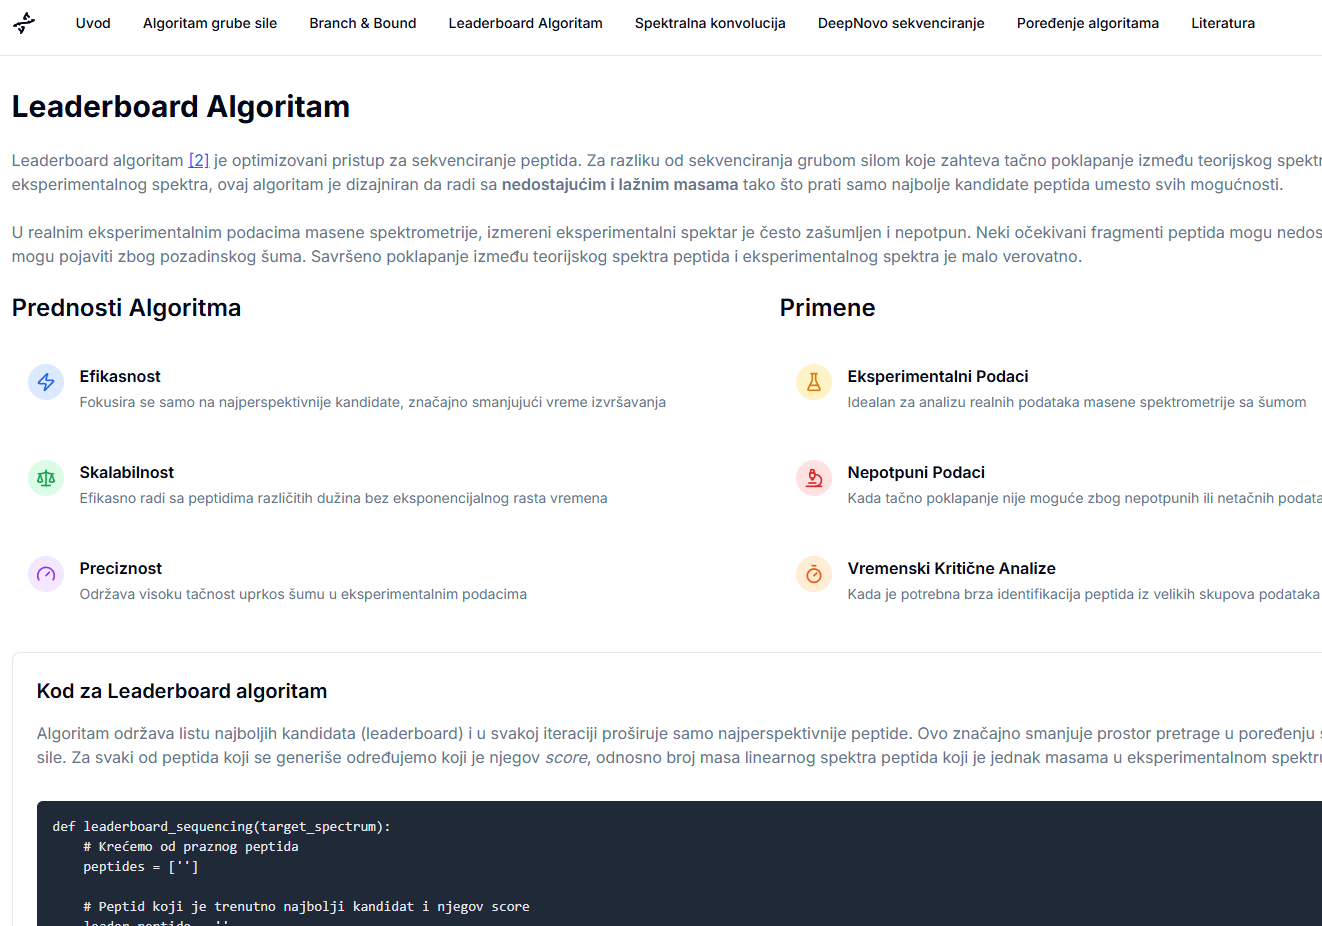 Uvod Algoritam grube sile Branch & Bound Leaderboard Algoritam Spektralna konvolucija DeepNovo sekvenciranje Poređenje algoritama Literatura
Leaderboard Algoritam
Leaderboard algoritam [2] je optimizovani pristup za sekvenciranje peptida. Za razliku od sekvenciranja grubom silom koje zahteva tačno poklapanje između teorijskog
eksperimentalnog spektra, ovaj algoritam je dizajniran da radi sa nedostajućim i lažnim masama tako što prati samo najbolje kandidate peptida umesto svih mogućnosti.
U realnim eksperimentalnim podacima masene spektrometrije, izmereni eksperimentalni spektar je često zašumljen i nepotpun. Neki očekivani fragmenti peptida mogu
mogu pojaviti zbog pozadinskog šuma. Savršeno poklapanje između teorijskog spektra peptida i eksperimentalnog spektra je malo verovatno.
Prednosti Algoritma
Efikasnost
Fokusira se samo na najperspektivnije kandidate, značajno smanjujući vreme izvršavanja
Skalabilnost
Efikasno radi sa peptidima različitih dužina bez eksponencijalnog rasta vremena
Preciznost
Održava visoku tačnost uprkos šumu u eksperimentalnim podacima
Primene
Eksperimentalni Podaci
Idealan za analizu realnih podataka masene spektrometrije sa šumom
Nepotpuni Podaci
Kada tačno poklapanje nije moguće zbog nepotpunih ili netačnih
Vremenski Kritične Analize
Kada je potrebna brza identifikacija peptida iz velikih skupova podataka
Kod za Leaderboard algoritam
Algoritam održava listu najboljih kandidata (leaderboard) i u svakoj iteraciji proširuje samo najperspektivnije peptide. Ovo značajno smanjuje prostor pretrage u poređenju
sile. Za svaki od peptida koji se generiše određujemo koji je njegov score, odnosno broj masa linearnog spektra peptida koji je jednak masama u eksperimentalnom
def leaderboard_sequencing(target_spectrum):
# Krećemo od praznog peptida
peptides = ['']
# Peptid koji je trenutno najbolji kandidat i njegov score